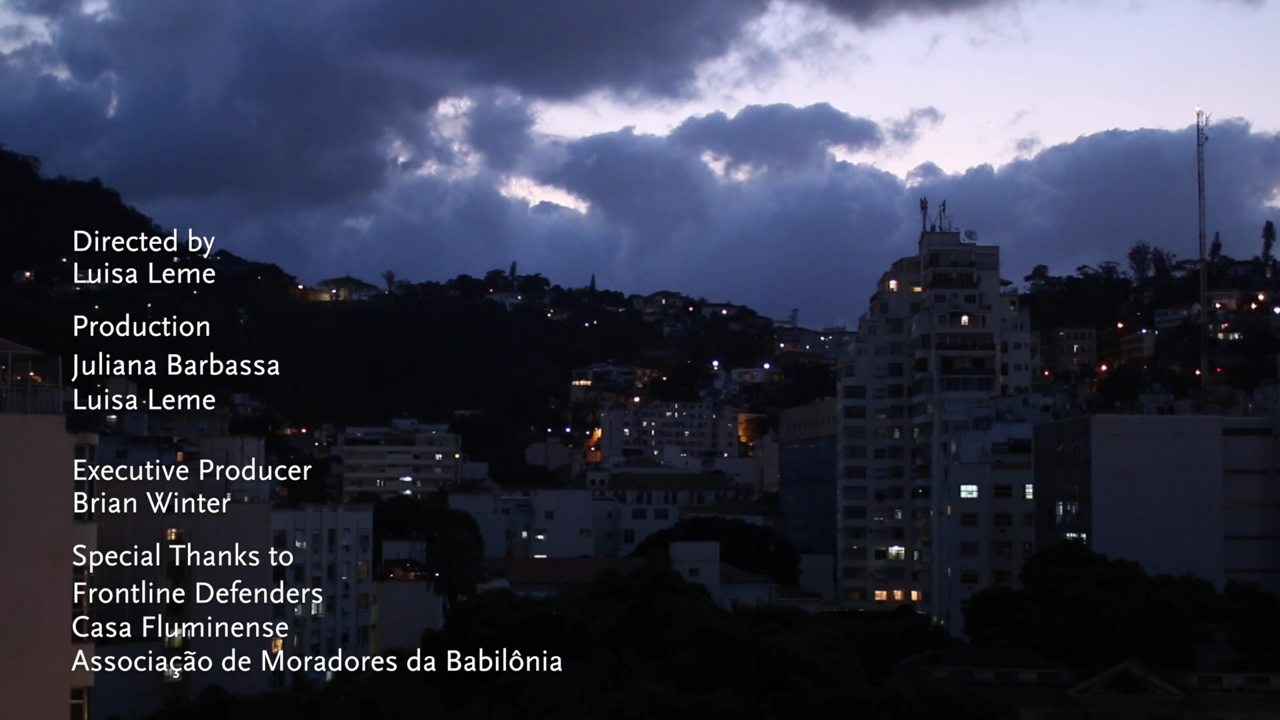 Directed by
Luisa Leme
Production
Juliana Barbassa
Luisa Leme
Executive Producer
Brian Winter
Special Thanks to
Frontline Defenders
Casa Fluminense
Associação de Moradores da Babilônia